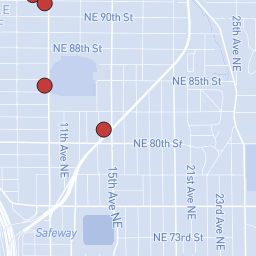 NE 90th St
25th Ave NE
NE 88th St
NE 85th St
11th Ave NE
NE 80th St
15th Ave NE
21st Ave NE
23rd Ave NE
Safeway
NE 73rd St